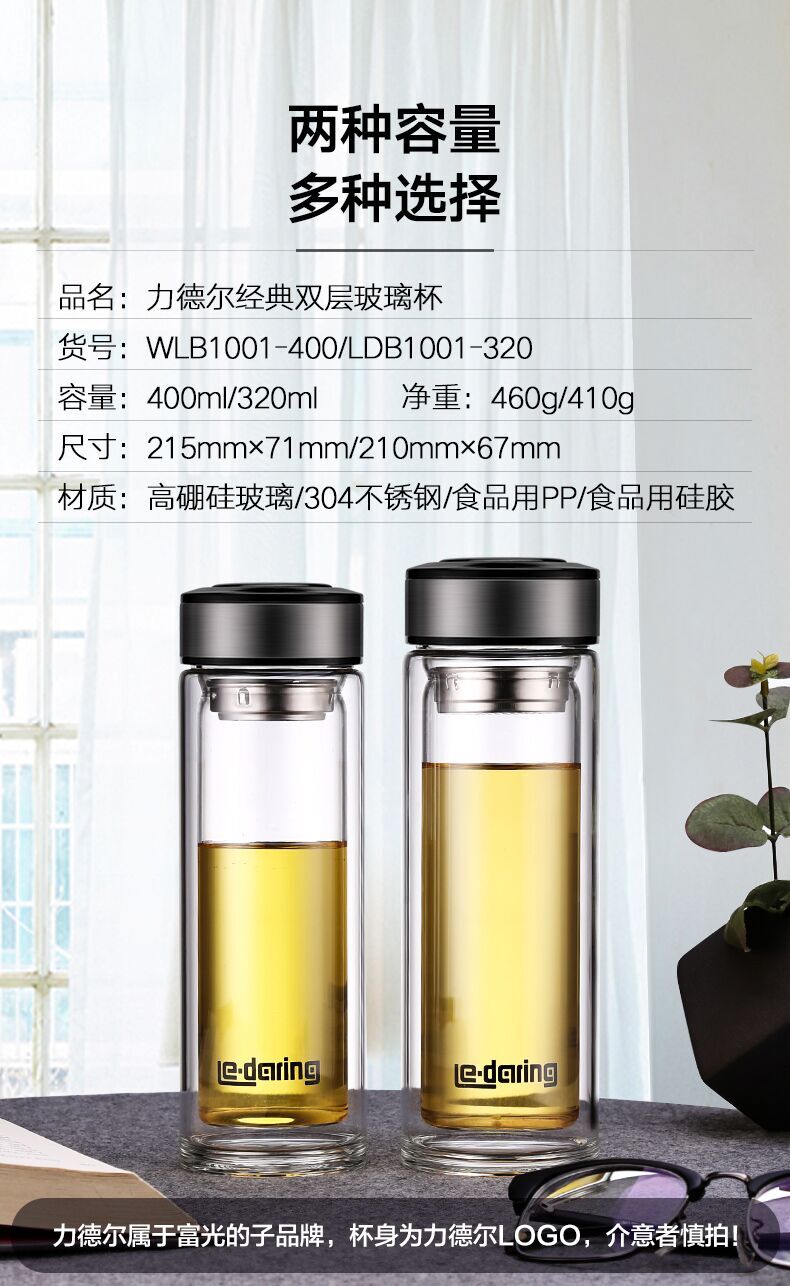 两种容量
多种选择
品名：力德尔经典双层玻璃杯
货号：WLB1001-400/LDB1001-320
容量：400ml/320ml 净重：460g/410g
尺寸：215mm×71mm/210mm×67mm
材质：高硼硅玻璃/304不锈钢/食品用PP/食品用硅胶
le·daring le·daring
力德尔属于富光的子品牌，杯身为力德尔LOGO，介意者慎拍！